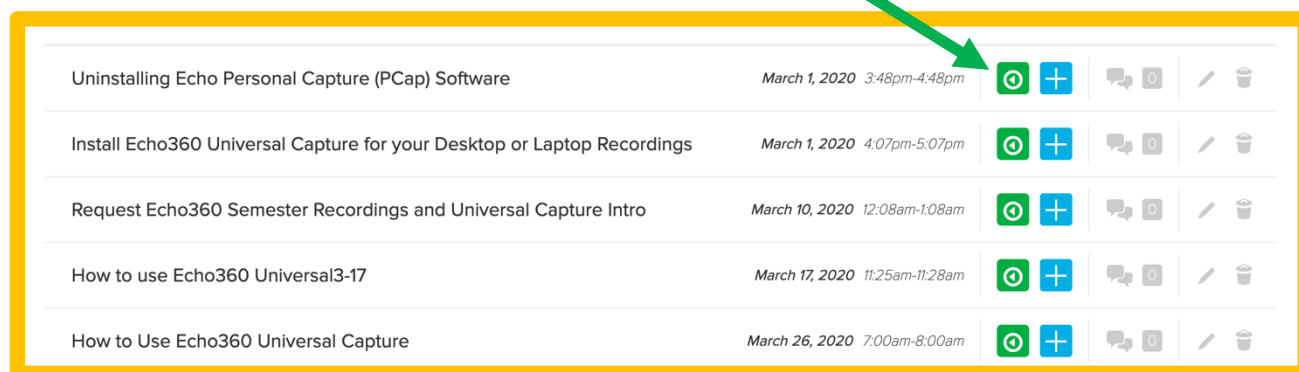 Uninstalling Echo Personal Capture (PCap) Software March 1, 2020 3:48pm-4:48pm 0
Install Echo360 Universal Capture for your Desktop or Laptop Recordings March 1, 2020 4:07pm-5:07pm 0
Request Echo360 Semester Recordings and Universal Capture Intro March 10, 2020 12:08am-1:08am 0
How to use Echo360 Universal3-17 March 17, 2020 11:25am-11:28am 0
How to Use Echo360 Universal Capture March 26, 2020 7:00am-8:00am 0